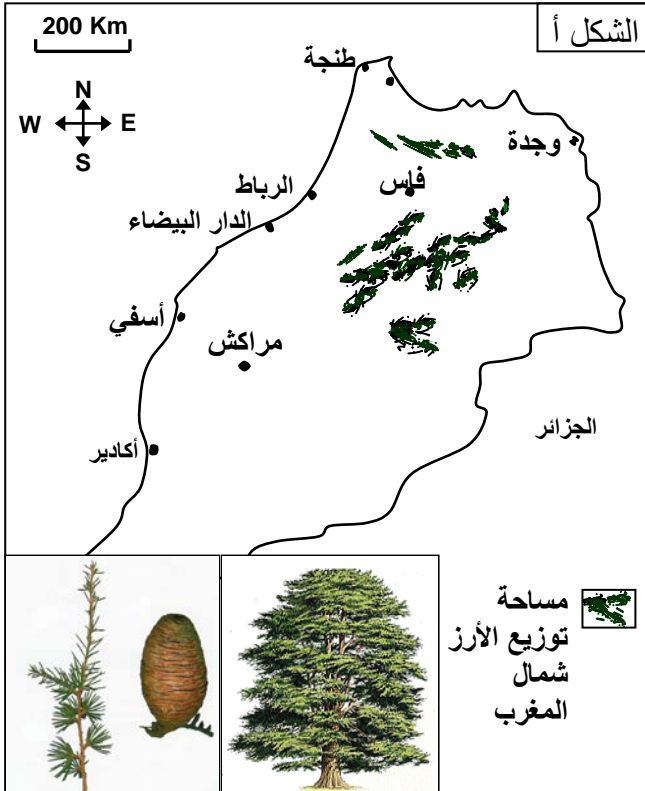 الشكل أ
200 Km
N
W E
S
طنجة
وجدة
فاس
الرباط
الدار البيضاء
أسفي
مراكش
أكادير
الجزائر
مساحة
توزيع الأرز
شمال
المغرب